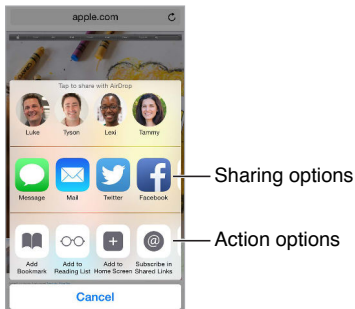 apple.com
Tap to share with AirDrop
Luke Tyson Lexi Tammy
Message Mail Twitter Facebook
Sharing options
Add Bookmark
Add to Reading List
Add to Home Screen
Subscribe in Shared Links
Action options
Cancel